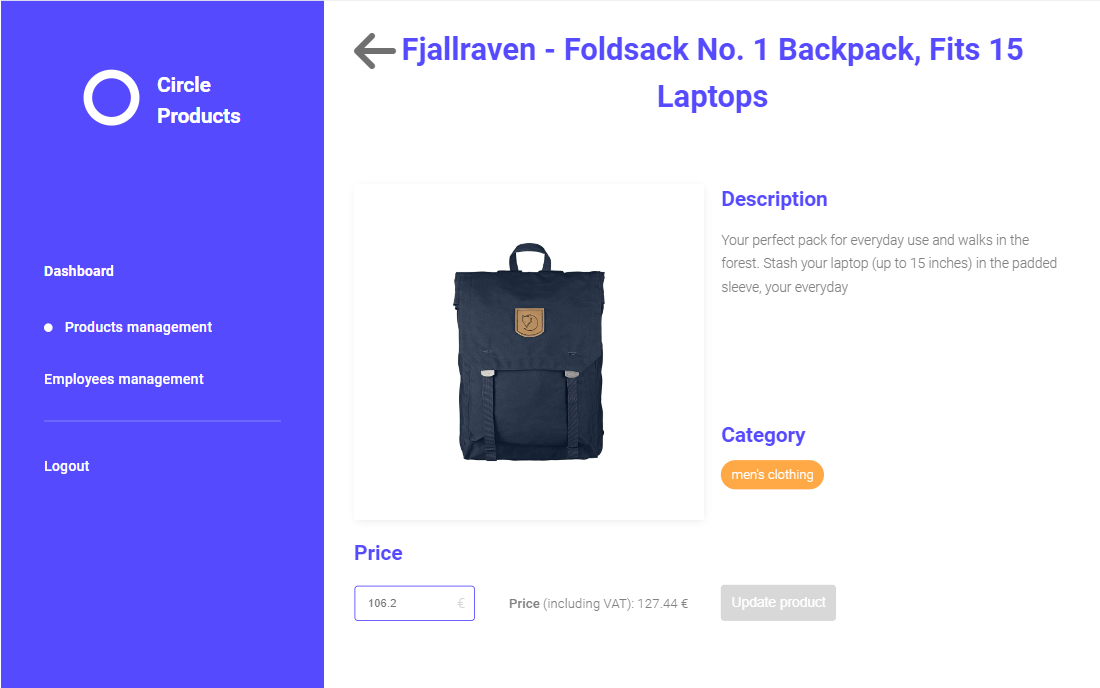 Circle
Products
Dashboard
Products management
Employees management
Logout
Fjallraven - Foldsack No. 1 Backpack, Fits 15
Laptops
Description
Your perfect pack for everyday use and walks in the
forest. Stash your laptop (up to 15 inches) in the padded
sleeve, your everyday
Category
men's clothing
Price
106.2 €
Price (including VAT): 127.44 €
Update product